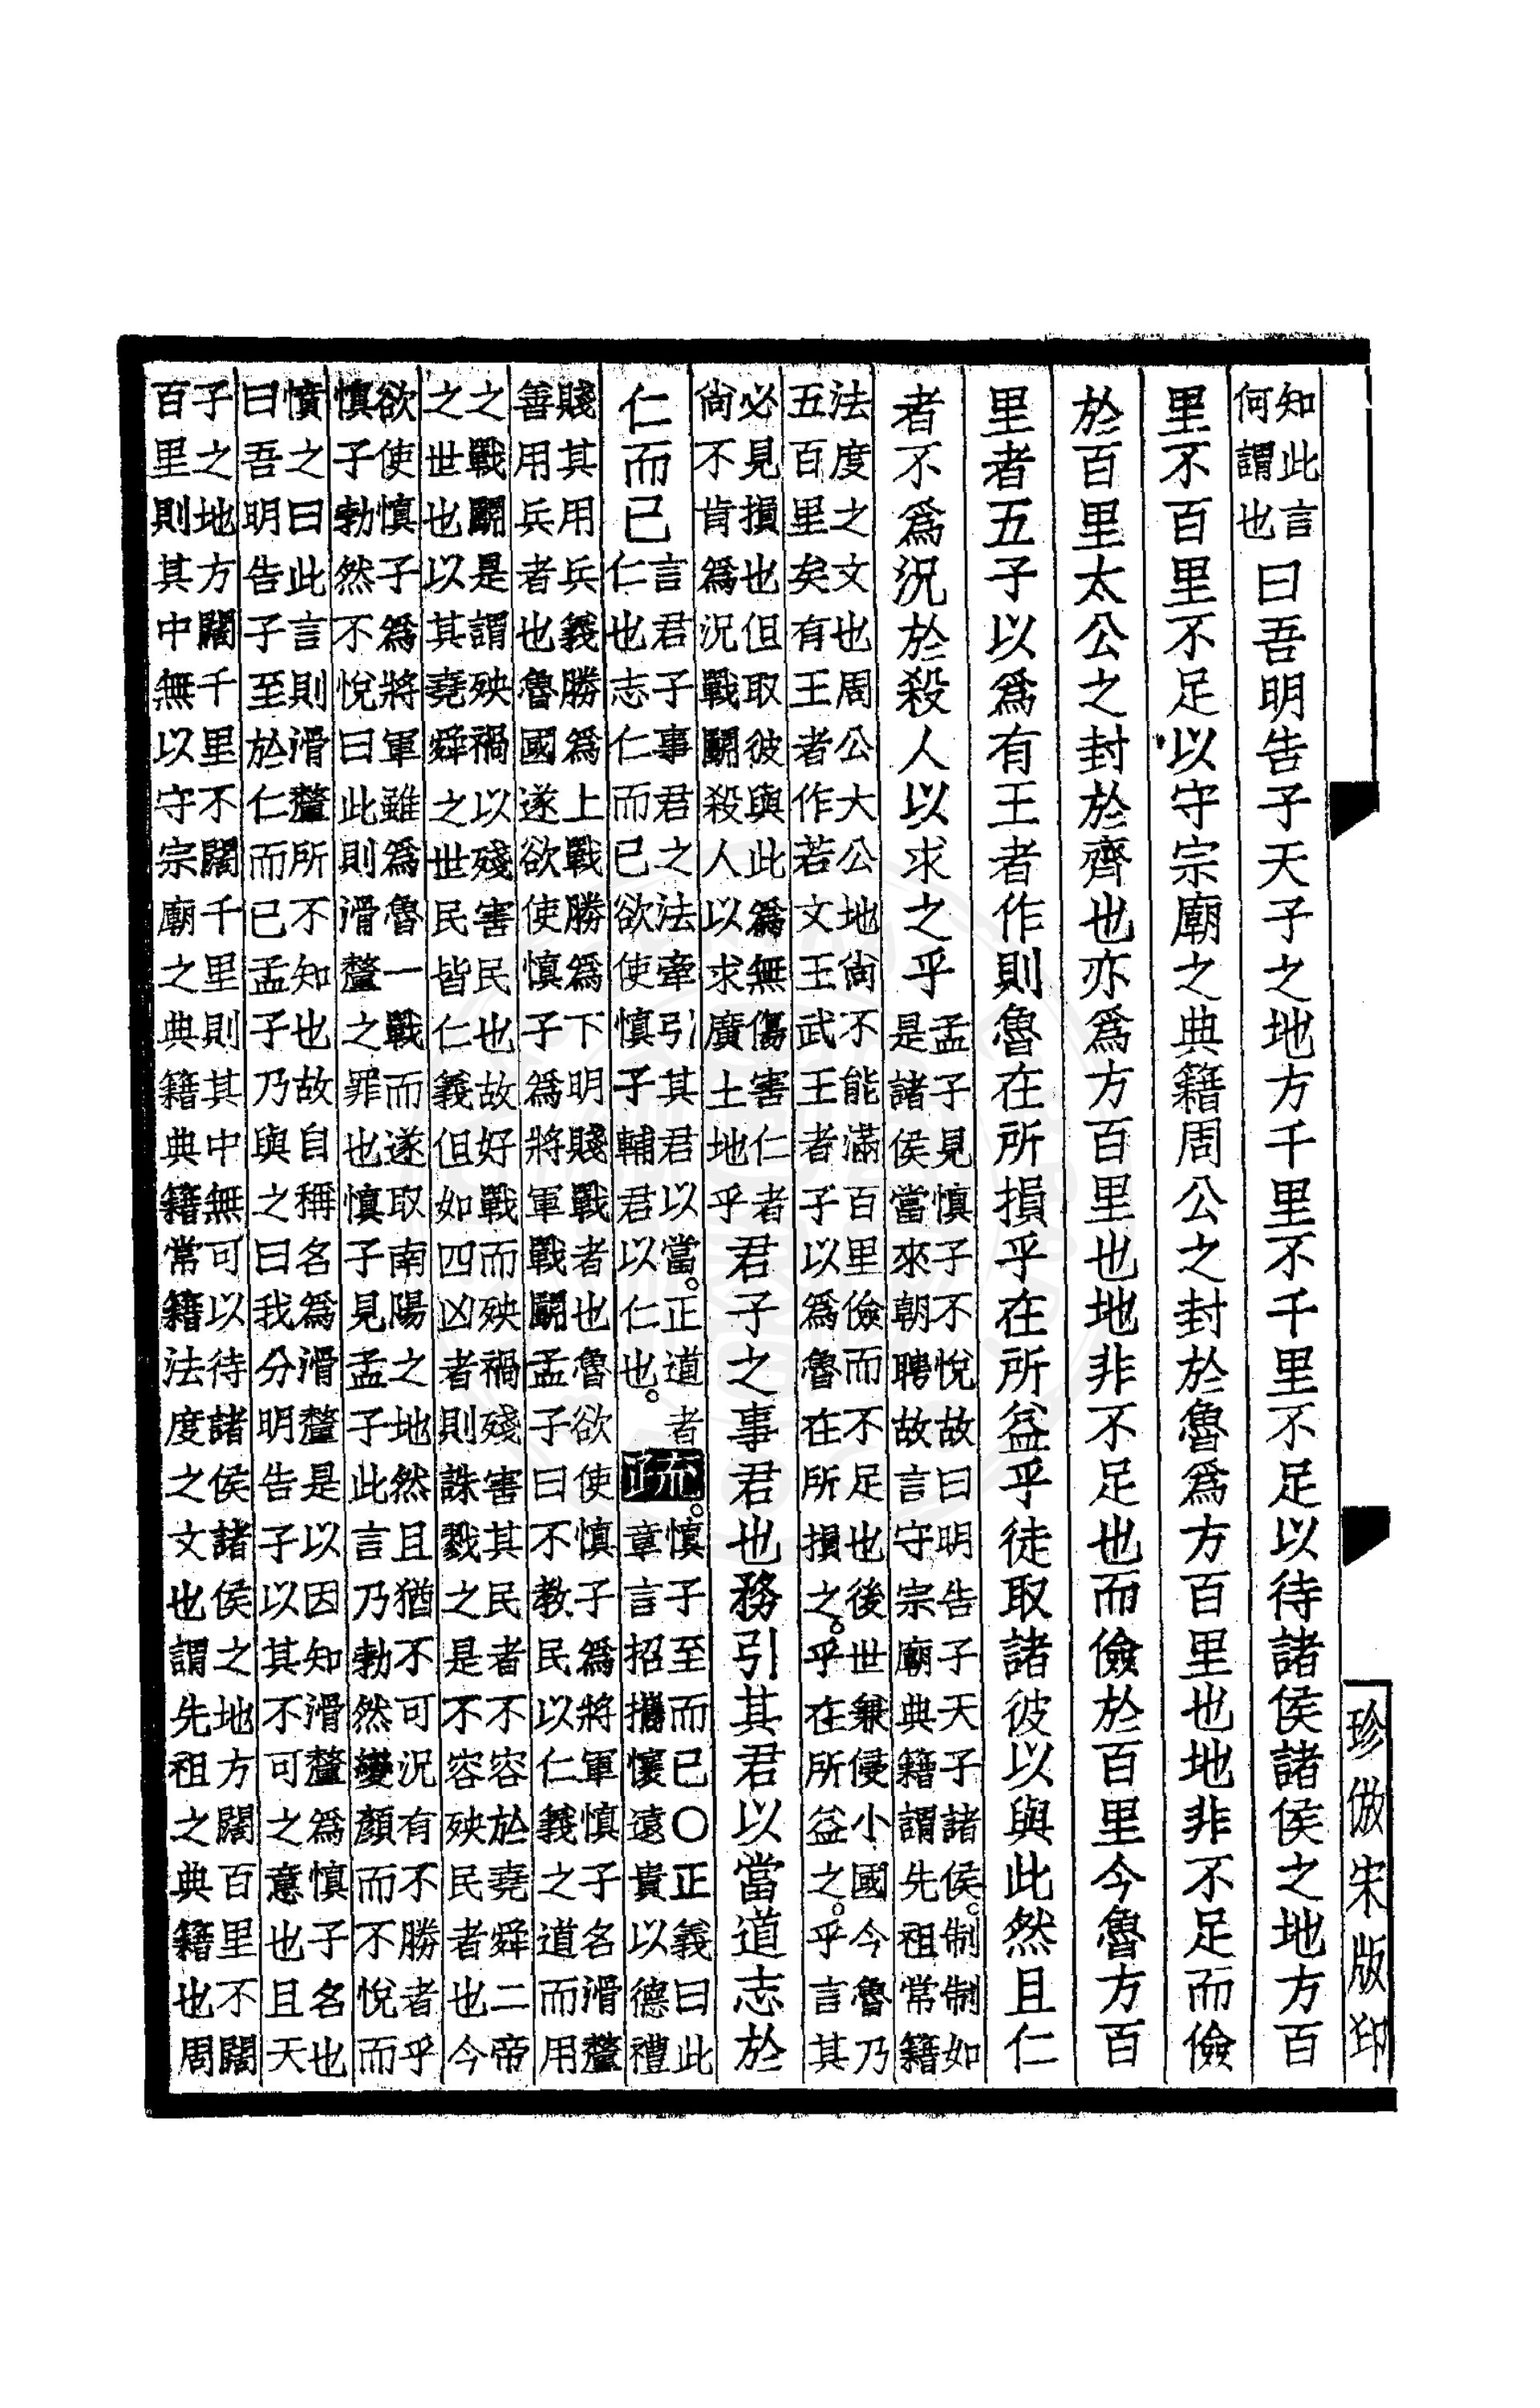 珍倣宋版印
知此言
何謂也
曰吾明告子天子之地方千里不千里不足以待諸侯諸侯之地方百
里不百里不足以守宗廟之典籍周公之封於魯爲方百里也地非不足而儉
於百里太公之封於齊也亦爲方百里也地非不足也而儉於百里今魯方百
里者五子以爲有王者作則魯在所損乎在所益乎徒取諸彼以與此然且仁
者不爲況於殺人以求之乎
孟子見慎子不悅故曰明告子天子諸侯。制制如
是諸侯當來朝聘故言守宗廟典籍謂先祖常籍
法度之文也周公大公地尚不能滿百里儉而不足也後世兼侵小國今魯乃
五百里矣有王者作若文王武王者子以爲魯在所損之。乎在所益之。乎言其
必見損也但取彼與此爲無傷害仁者
尚不肯爲況戰鬭殺人以求廣土地乎
君子之事君也務引其君以當道志於
仁而已
言君子事君之法牽引其君以當。正道者
仁也志仁而已欲使慎子輔君以仁也。
疏。
慎子至而已○正義曰此
章言招攜懷遠貴以德禮
賤其用兵義勝爲上戰勝爲下明賤戰者也魯欲使慎子爲將軍慎子名滑釐
善用兵者也魯國遂欲使慎子爲將軍戰鬭孟子曰不教民以仁義之道而用
之戰鬭是謂殃禍以殘害民也故好戰而殃禍殘害其民者不容於堯舜二帝
之世也以其堯舜之世民皆仁義但如四凶者則誅戮之是不容殃民者也今
欲使慎子爲將軍雖爲魯一戰而遂取南陽之地然且猶不可況有不勝者乎
慎子勃然不悅曰此則滑釐之罪也慎子見孟子此言乃勃然變顏而不悅而
憤之曰此言則滑釐所不知也故自稱名爲滑釐是以因知滑釐爲慎子名也
曰吾明告子至於仁而已孟子乃與之曰我分明告子以其不可之意也且天
子之地方闊千里不闊千里則其中無可以待諸侯諸侯之地方闊百里不闊
百里則其中無以守宗廟之典籍典籍常籍法度之文也謂先祖之典籍也周